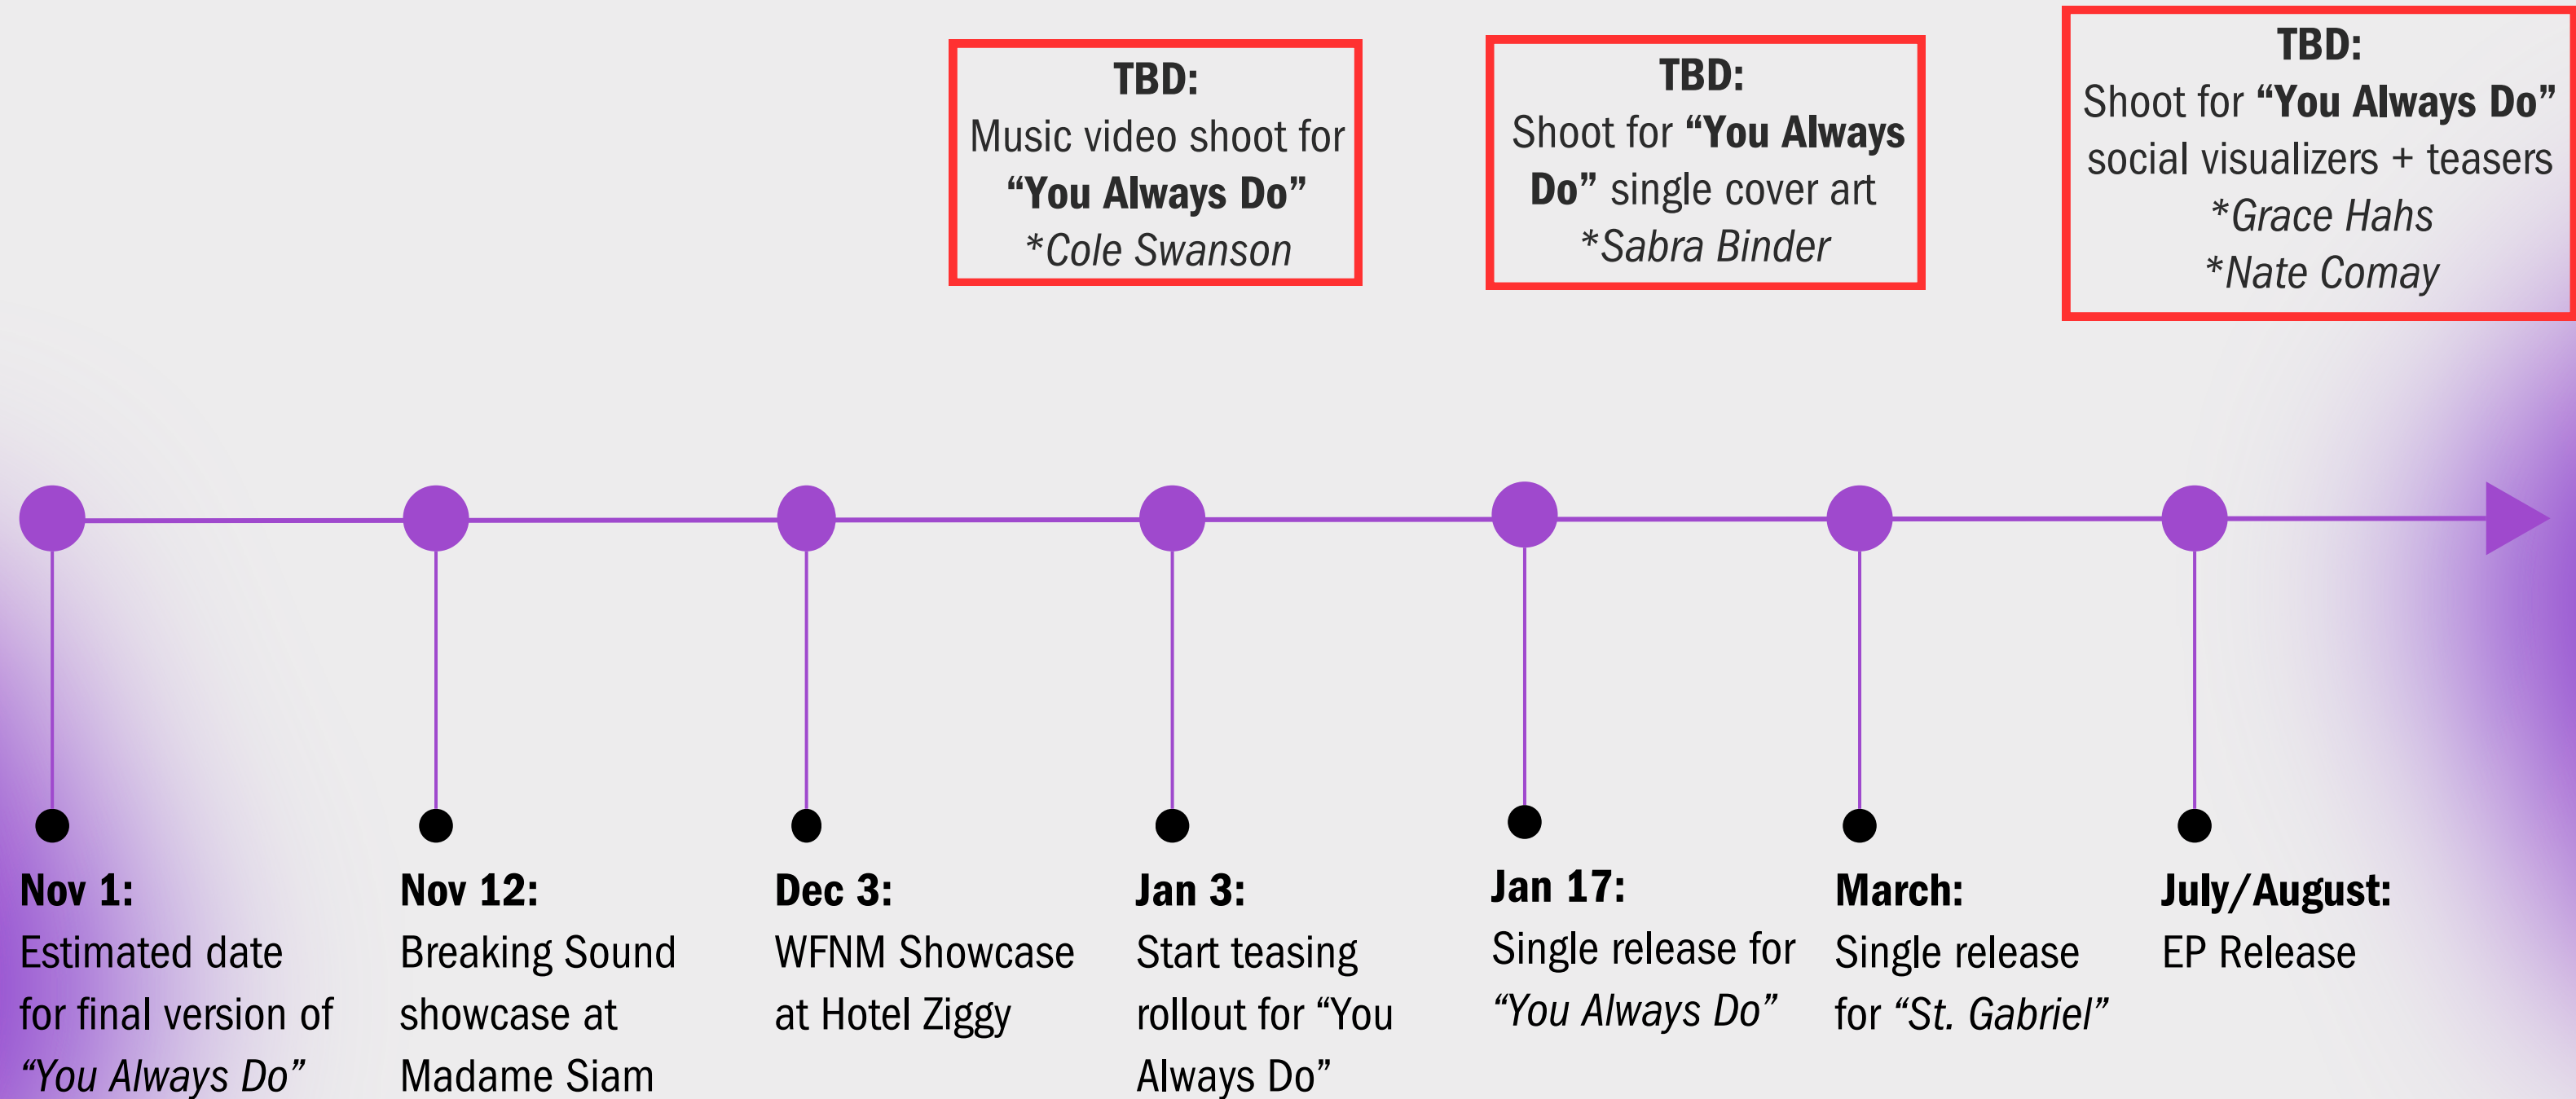 TBD:
Music video shoot for
“You Always Do”
*Cole Swanson
TBD:
Shoot for “You Always
Do” single cover art
*Sabra Binder
TBD:
Shoot for “You Always Do”
social visualizers + teasers
*Grace Hahs
*Nate Comay
Nov 1:
Estimated date
for final version of
“You Always Do”
Nov 12:
Breaking Sound
showcase at
Madame Siam
Dec 3:
WFNM Showcase
at Hotel Ziggy
Jan 3:
Start teasing
rollout for “You
Always Do”
Jan 17:
Single release for
“You Always Do”
March:
Single release
for “St. Gabriel”
July/August:
EP Release